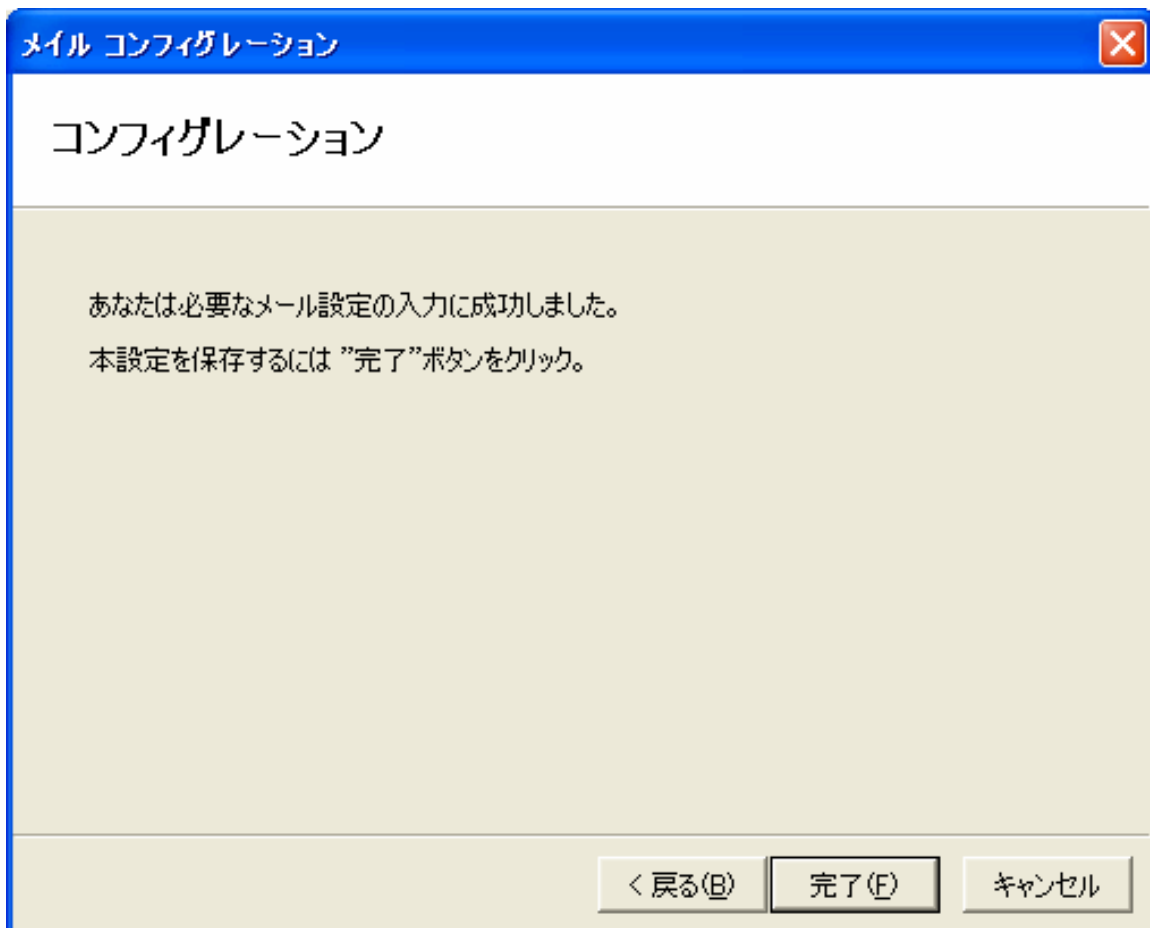 メイル コンフィグレーション
コンフィグレーション
あなたは必要なメール設定の入力に成功しました。
本設定を保存するには ”完了”ボタンをクリック。
< 戻る(B) 完了(F) キャンセル